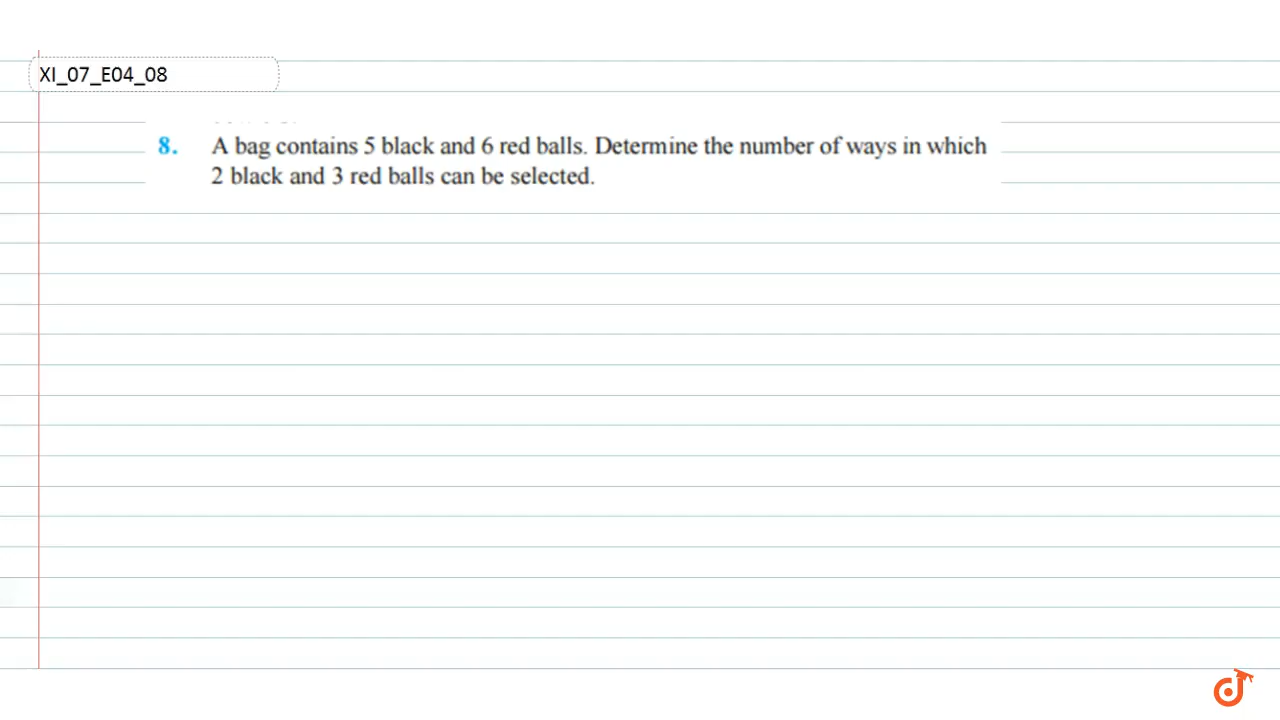 XI_07_E04_08
8. A bag contains 5 black and 6 red balls. Determine the number of ways in which
2 black and 3 red balls can be selected.